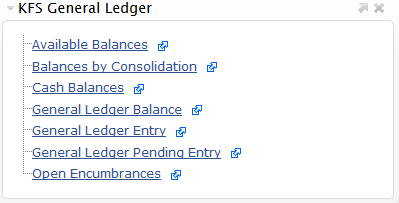 KFS General Ledger
Available Balances
Balances by Consolidation
Cash Balances
General Ledger Balance
General Ledger Entry
General Ledger Pending Entry
Open Encumbrances